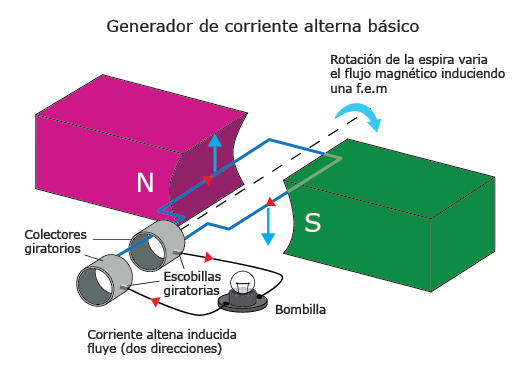 Generador de corriente alterna básico
Rotación de la espira varia
el flujo magnético induciendo
una f.e.m
N
S
Colectores
giratorios
Escobillas
giratorias
Bombilla
Corriente altena inducida
fluye (dos direcciones)